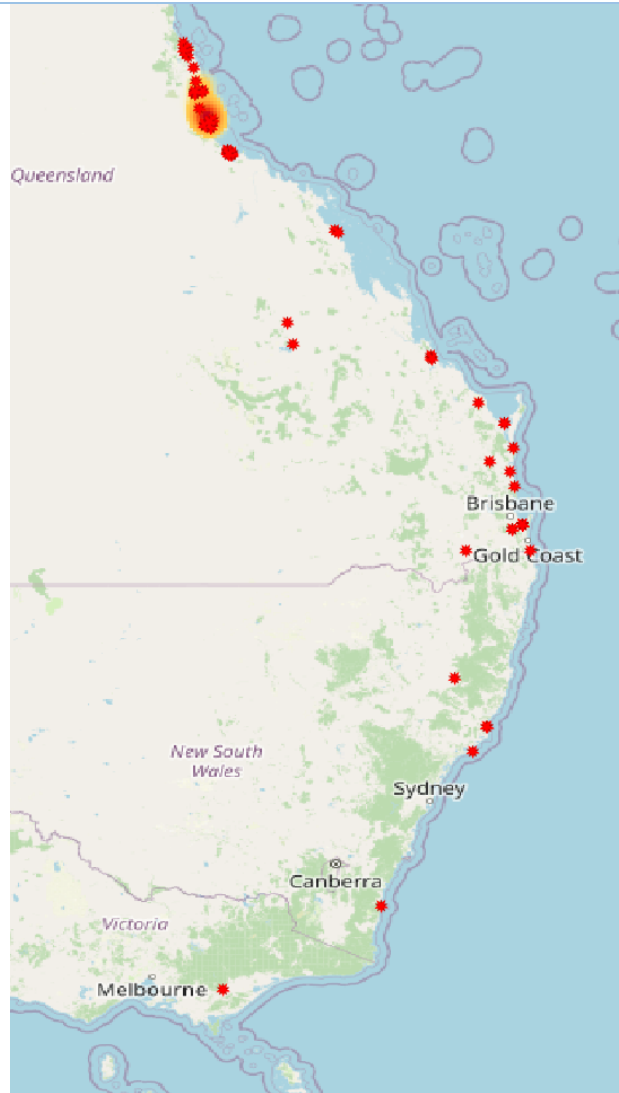 Queensland
Brisbane
Gold Coast
New South
Wales
Sydney
Canberra
Victoria
Melbourne